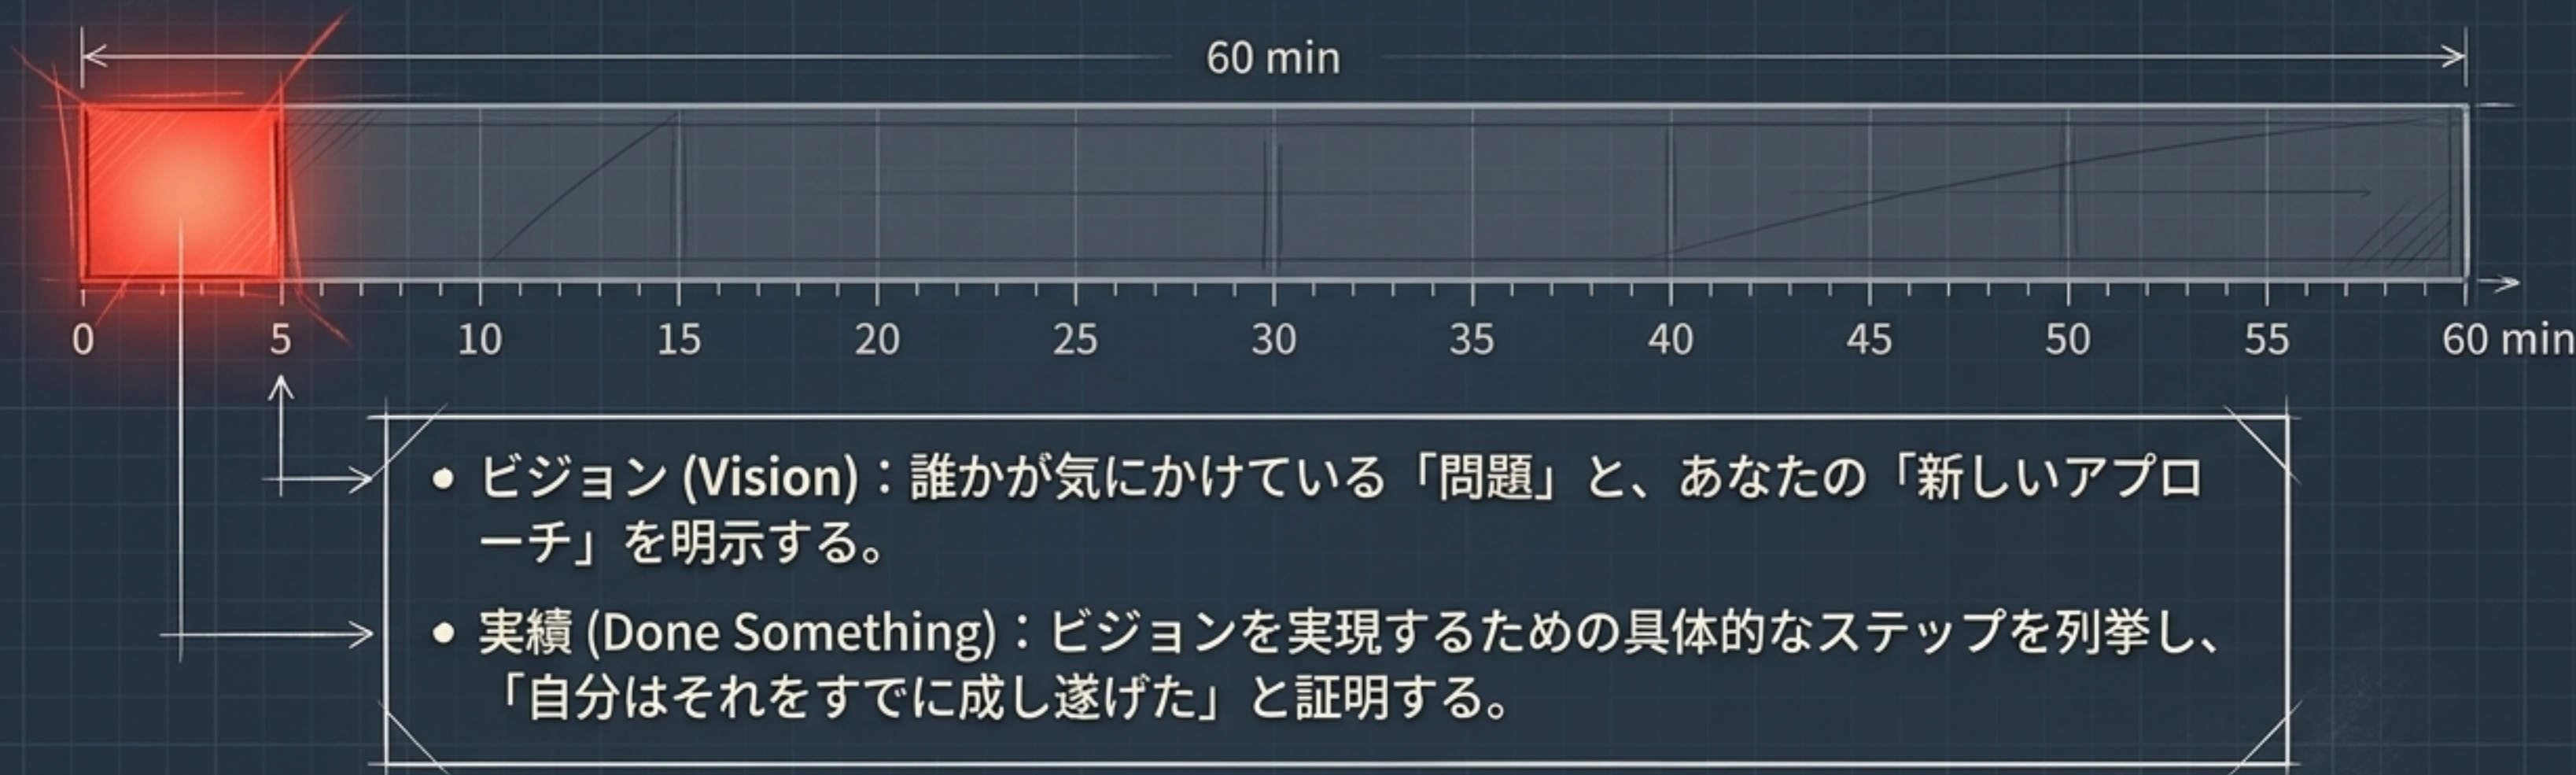 60 min
0 5 10 15 20 25 30 35 40 45 50 55 60 min
• ビジョン (Vision)：誰かが気にかけている「問題」と、あなたの「新しいアプロ
ーチ」を明示する。
• 実績 (Done Something)：ビジョンを実現するための具体的なステップを列挙し、
「自分はそれをすでに成し遂げた」と証明する。